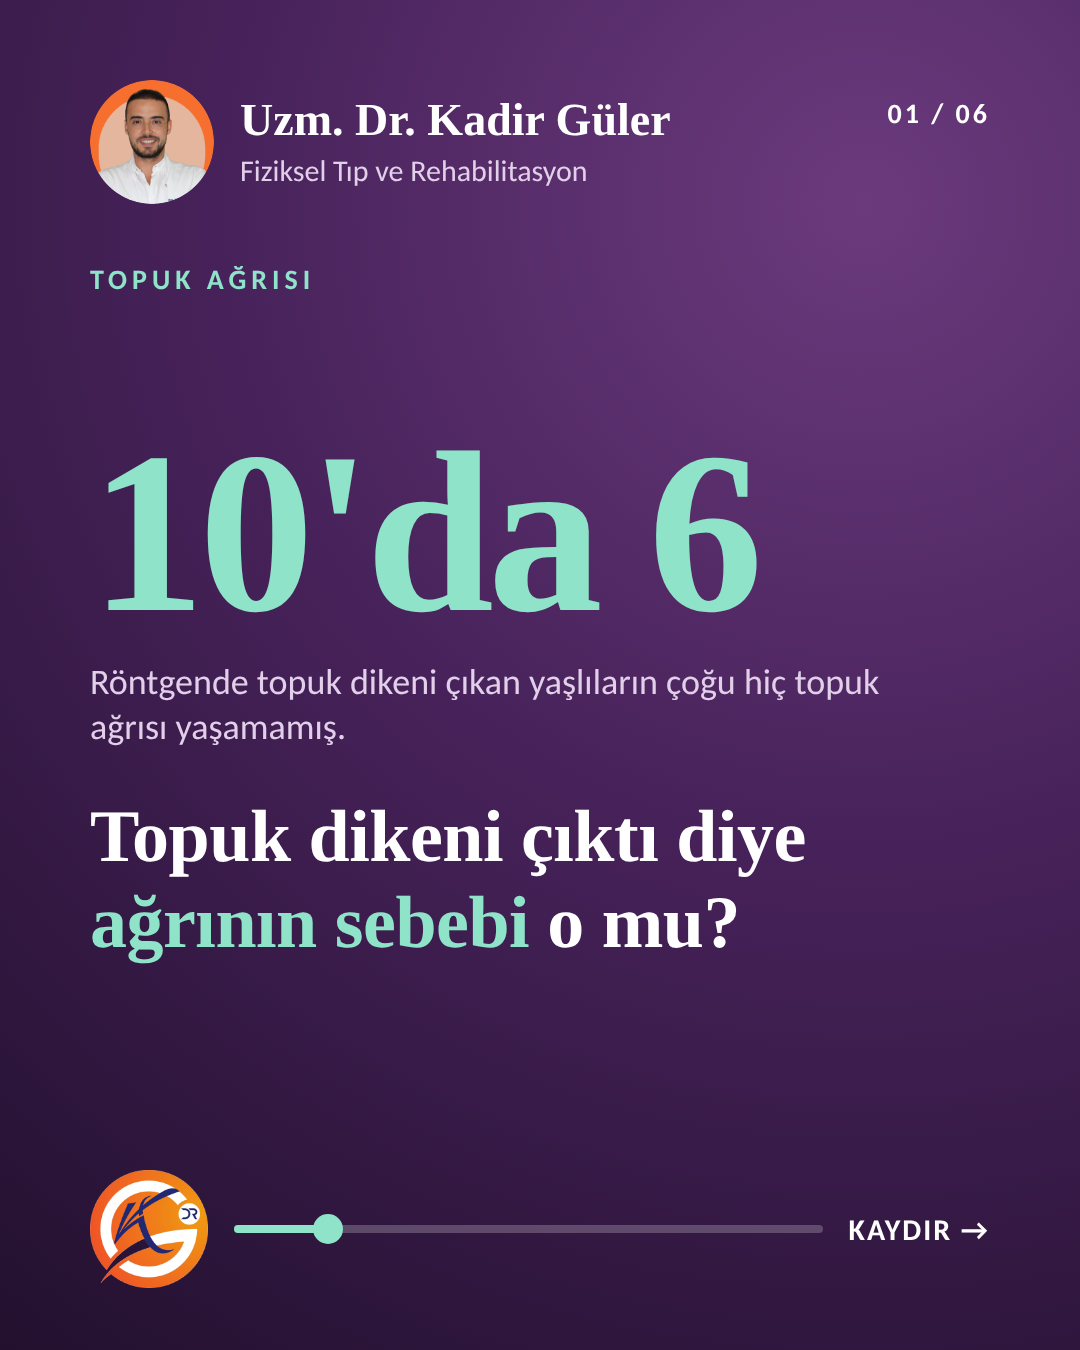 Uzm. Dr. Kadir Güler
01 / 06
Fiziksel Tıp ve Rehabilitasyon
TOPUK AĞRISI
10'da 6
Röntgende topuk dikeni çıkan yaşlıların çoğu hiç topuk
ağrısı yaşamamış.
Topuk dikeni çıktı diye
ağrının sebebi o mu?
DR
KAYDIR →